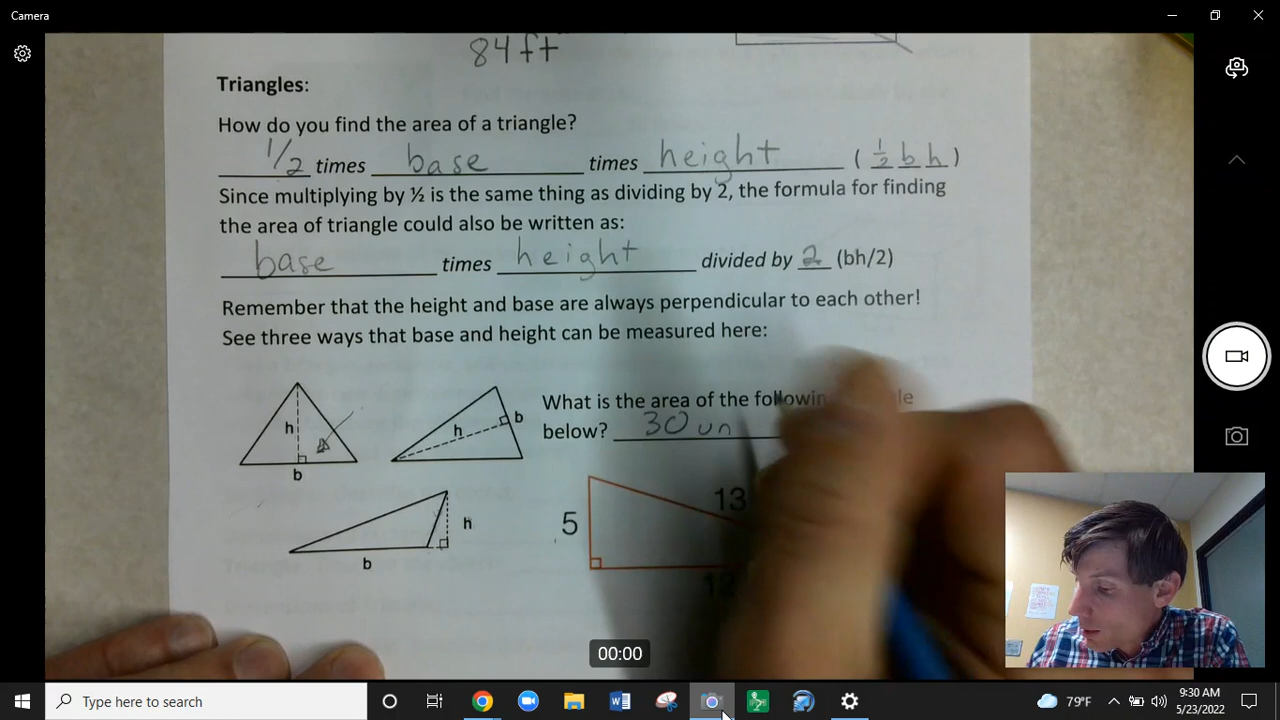 Camera
84 ft
Triangles:
How do you find the area of a triangle?
1/2 times base times height ( 1/2 b h )
Since multiplying by ½ is the same thing as dividing by 2, the formula for finding
the area of triangle could also be written as:
base times height divided by 2 (bh/2)
Remember that the height and base are always perpendicular to each other!
See three ways that base and height can be measured here:
What is the area of the
below? 30 un
h
b
h
b
h
b
5
13
00:00
Type here to search
79°F
9:30 AM
5/23/2022